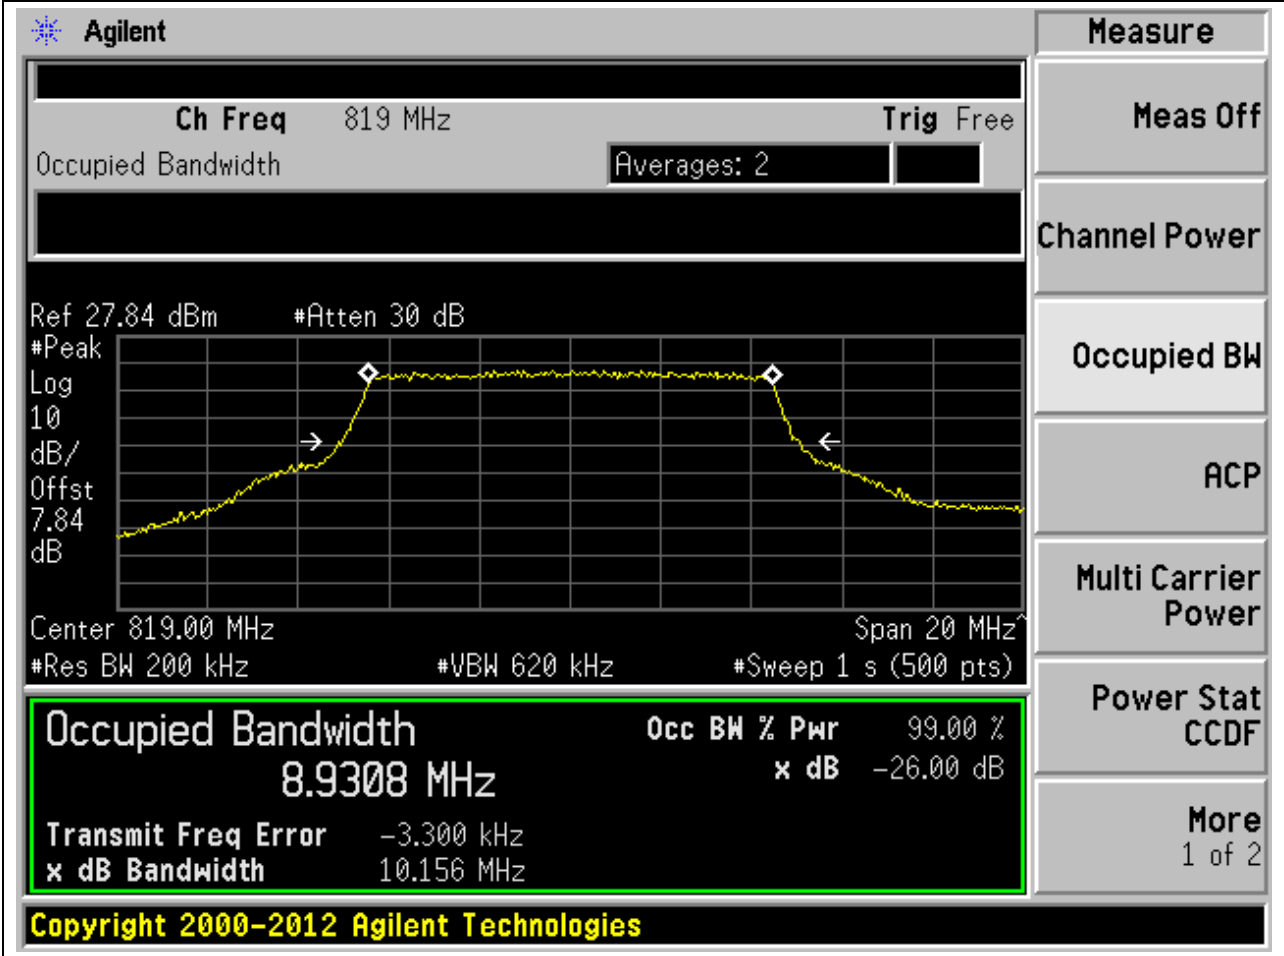 Agilent
Measure
Ch Freq 819 MHz Trig Free
Occupied Bandwidth Averages: 2
Meas Off
Channel Power
Occupied BW
ACP
Multi Carrier
Power
Power Stat
CCDF
More
1 of 2
Ref 27.84 dBm #Atten 30 dB
#Peak
Log
10
dB/
Offst
7.84
dB
Center 819.00 MHz Span 20 MHz^
#Res BW 200 kHz #VBW 620 kHz #Sweep 1 s (500 pts)
Occupied Bandwidth Occ BW % Pwr 99.00 %
8.9308 MHz x dB -26.00 dB
Transmit Freq Error -3.300 kHz
x dB Bandwidth 10.156 MHz
Copyright 2000-2012 Agilent Technologies